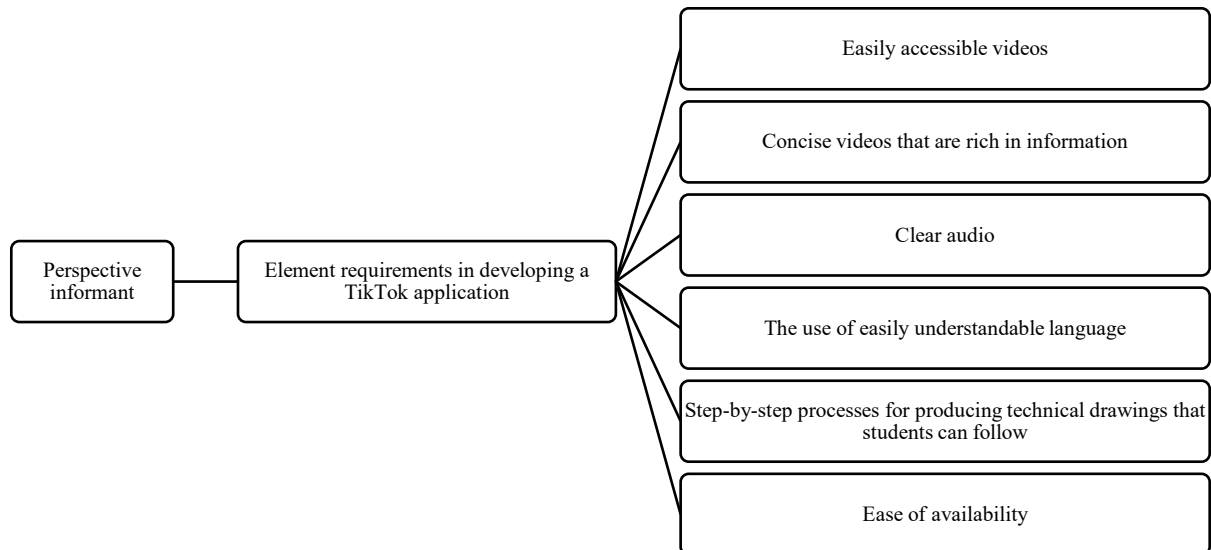 Perspective
informant
Element requirements in developing a
TikTok application
Easily accessible videos
Concise videos that are rich in information
Clear audio
The use of easily understandable language
Step-by-step processes for producing technical drawings that
students can follow
Ease of availability